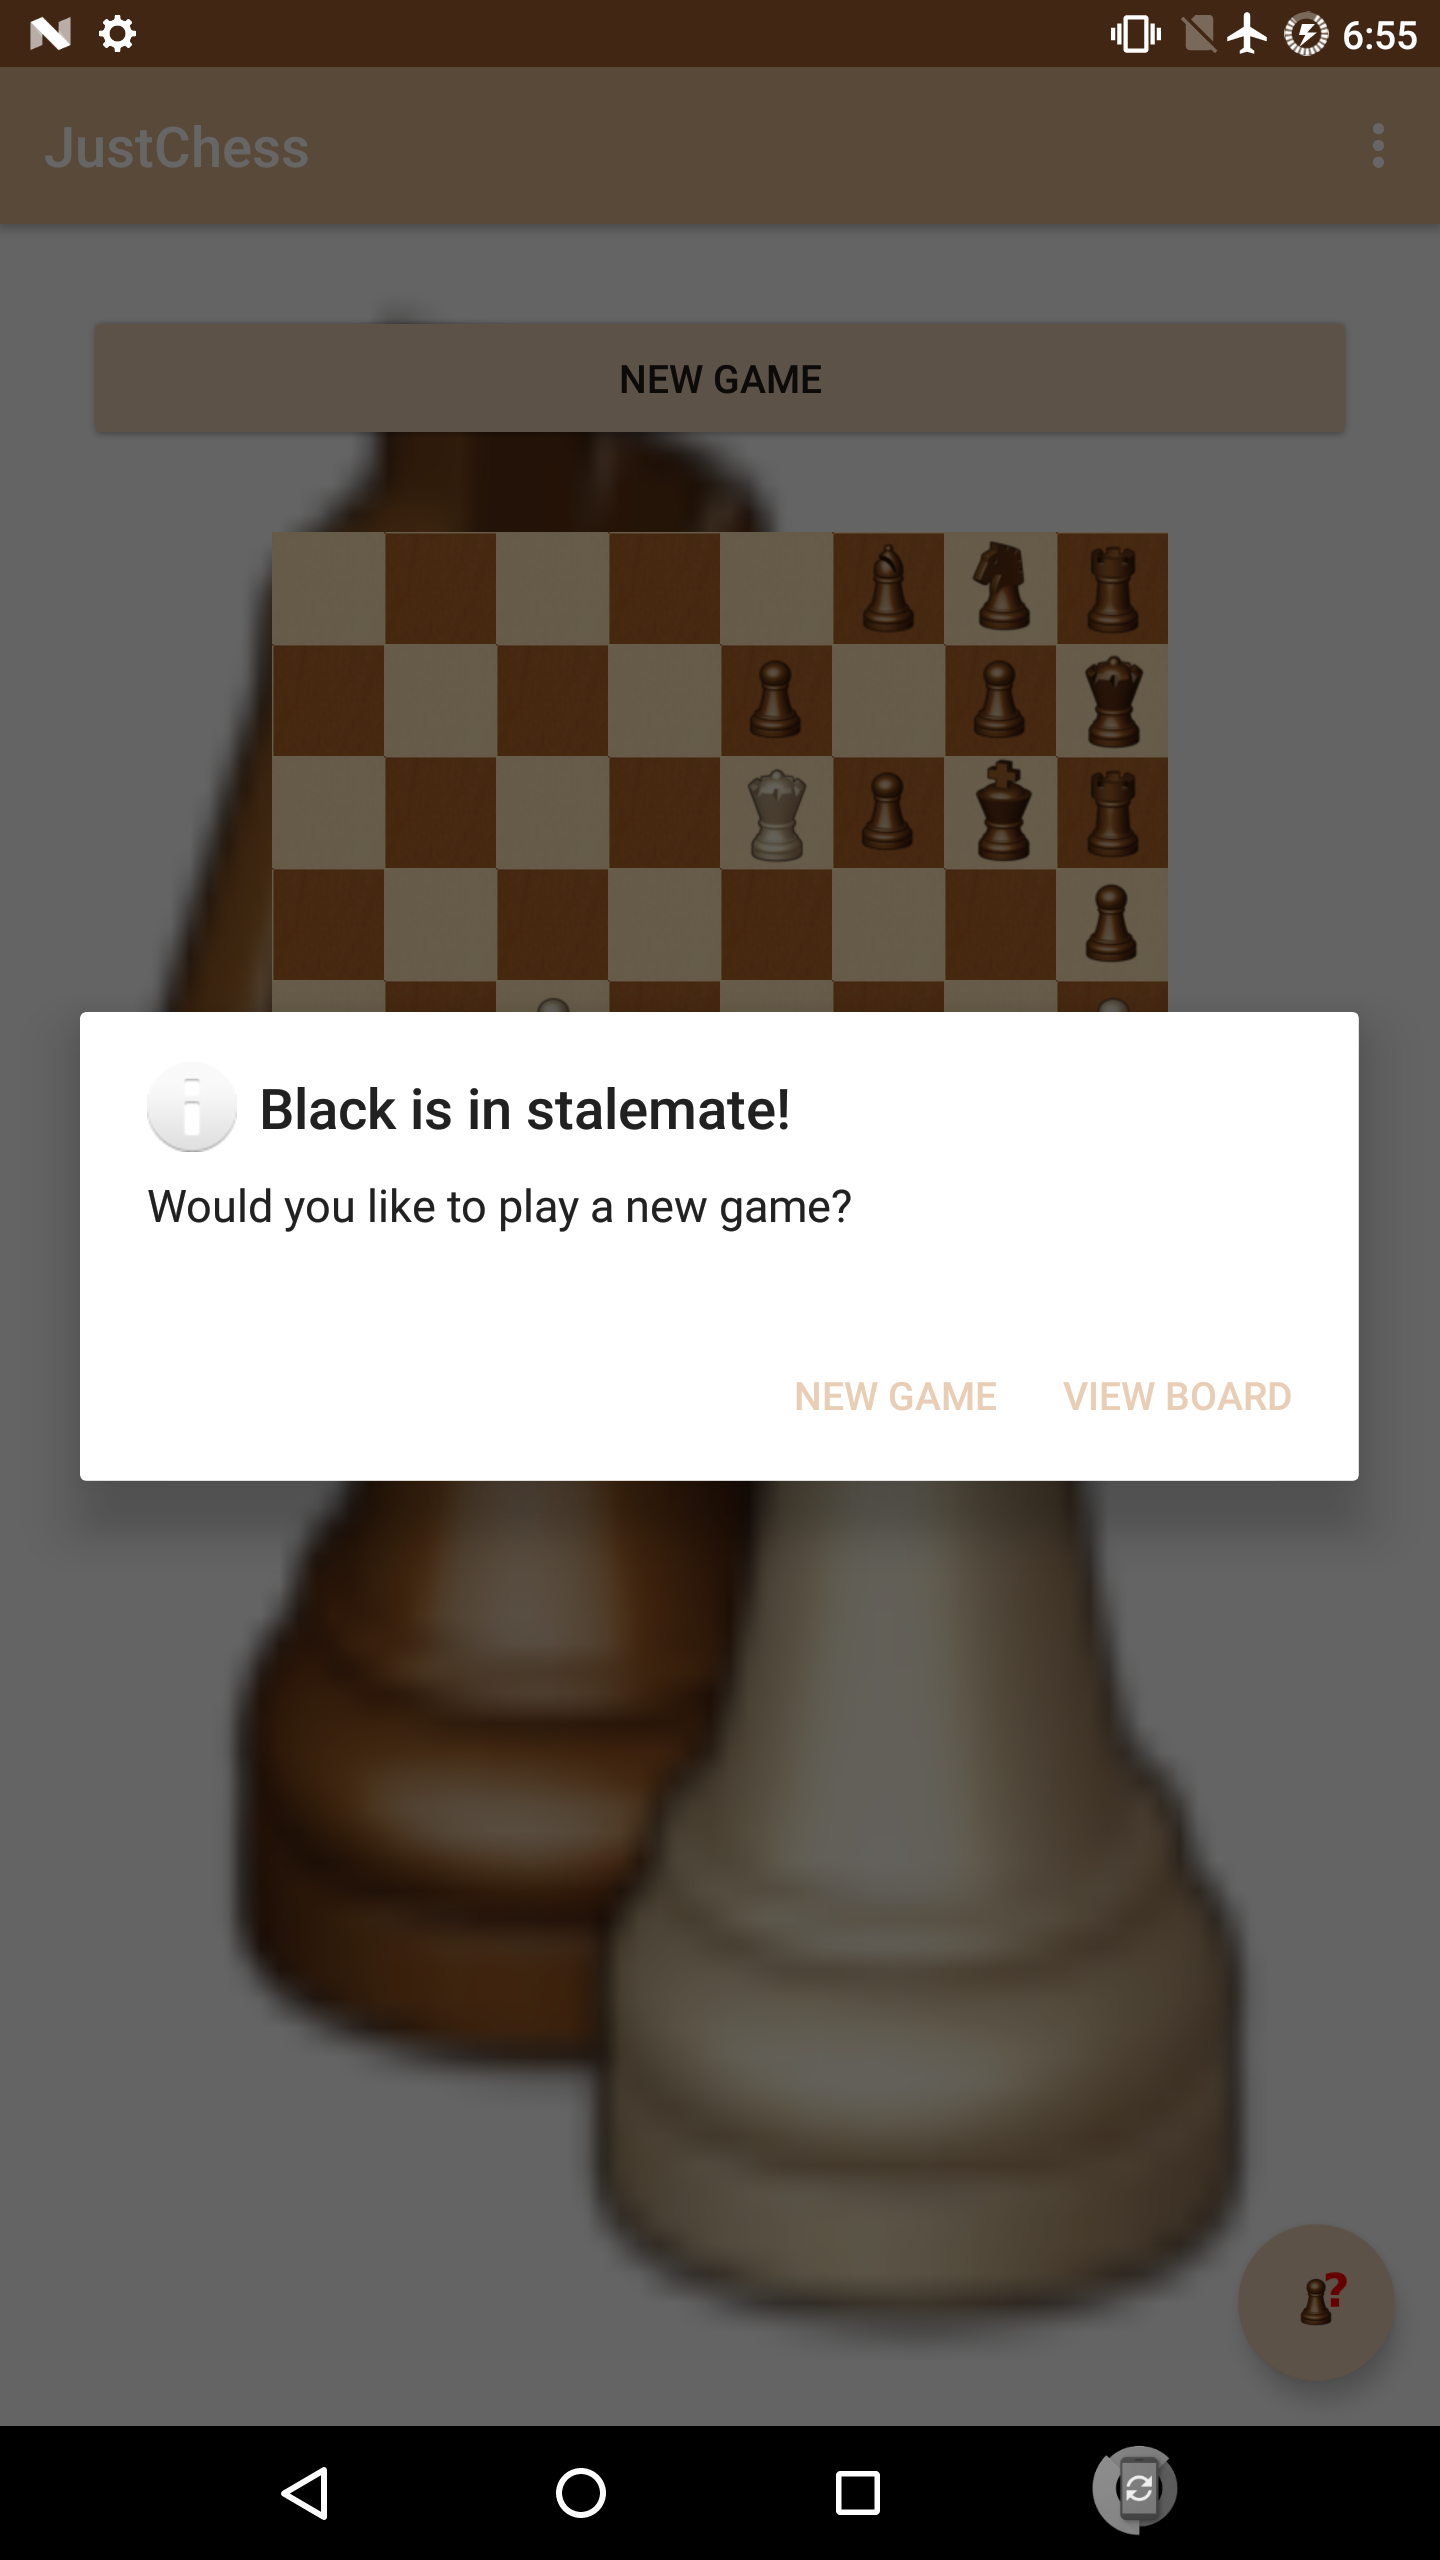 6:55
JustChess
NEW GAME
Black is in stalemate!
Would you like to play a new game?
NEW GAME VIEW BOARD
?